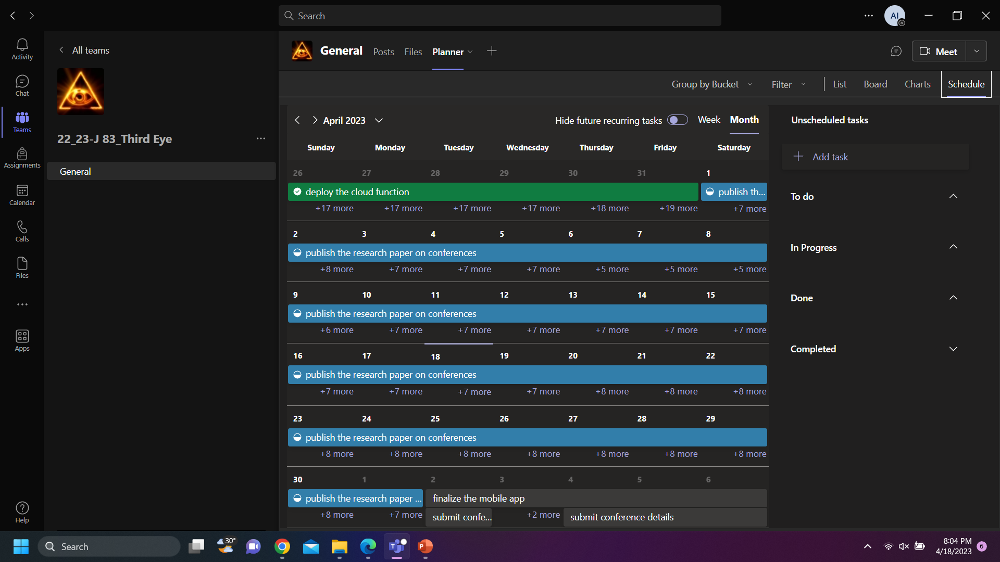 Search
AI
Activity
Chat
Teams
Assignments
Calendar
Calls
Files
Apps
Help
All teams
22_23-J 83_Third Eye
General
General Posts Files Planner
Meet
Group by Bucket Filter List Board Charts Schedule
April 2023 Hide future recurring tasks Week Month
Sunday Monday Tuesday Wednesday Thursday Friday Saturday
26 27 28 29 30 31 1
deploy the cloud function publish th...
+17 more +17 more +17 more +17 more +18 more +19 more +7 more
2 3 4 5 6 7 8
publish the research paper on conferences
+8 more +7 more +7 more +7 more +5 more +5 more +5 more
9 10 11 12 13 14 15
publish the research paper on conferences
+6 more +7 more +7 more +7 more +7 more +7 more +7 more
16 17 18 19 20 21 22
publish the research paper on conferences
+7 more +7 more +7 more +7 more +8 more +8 more +8 more
23 24 25 26 27 28 29
publish the research paper on conferences
+8 more +8 more +8 more +8 more +8 more +8 more +8 more
30 1 2 3 4 5 6
publish the research paper ... finalize the mobile app
+8 more +7 more submit confe... +2 more submit conference details
Unscheduled tasks
Add task
To do
In Progress
Done
Completed
Search
30°
8:04 PM
4/18/2023
6